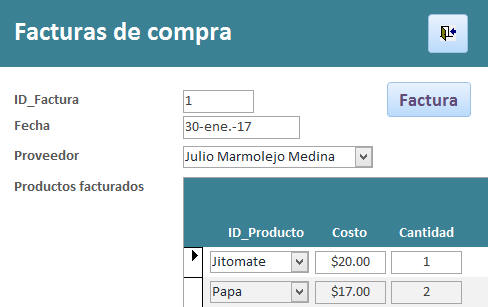 Facturas de compra
ID_Factura 1 Factura
Fecha 30-ene.-17
Proveedor Julio Marmolejo Medina
Productos facturados
ID_Producto Costo Cantidad
Jitomate $20.00 1
Papa $17.00 2